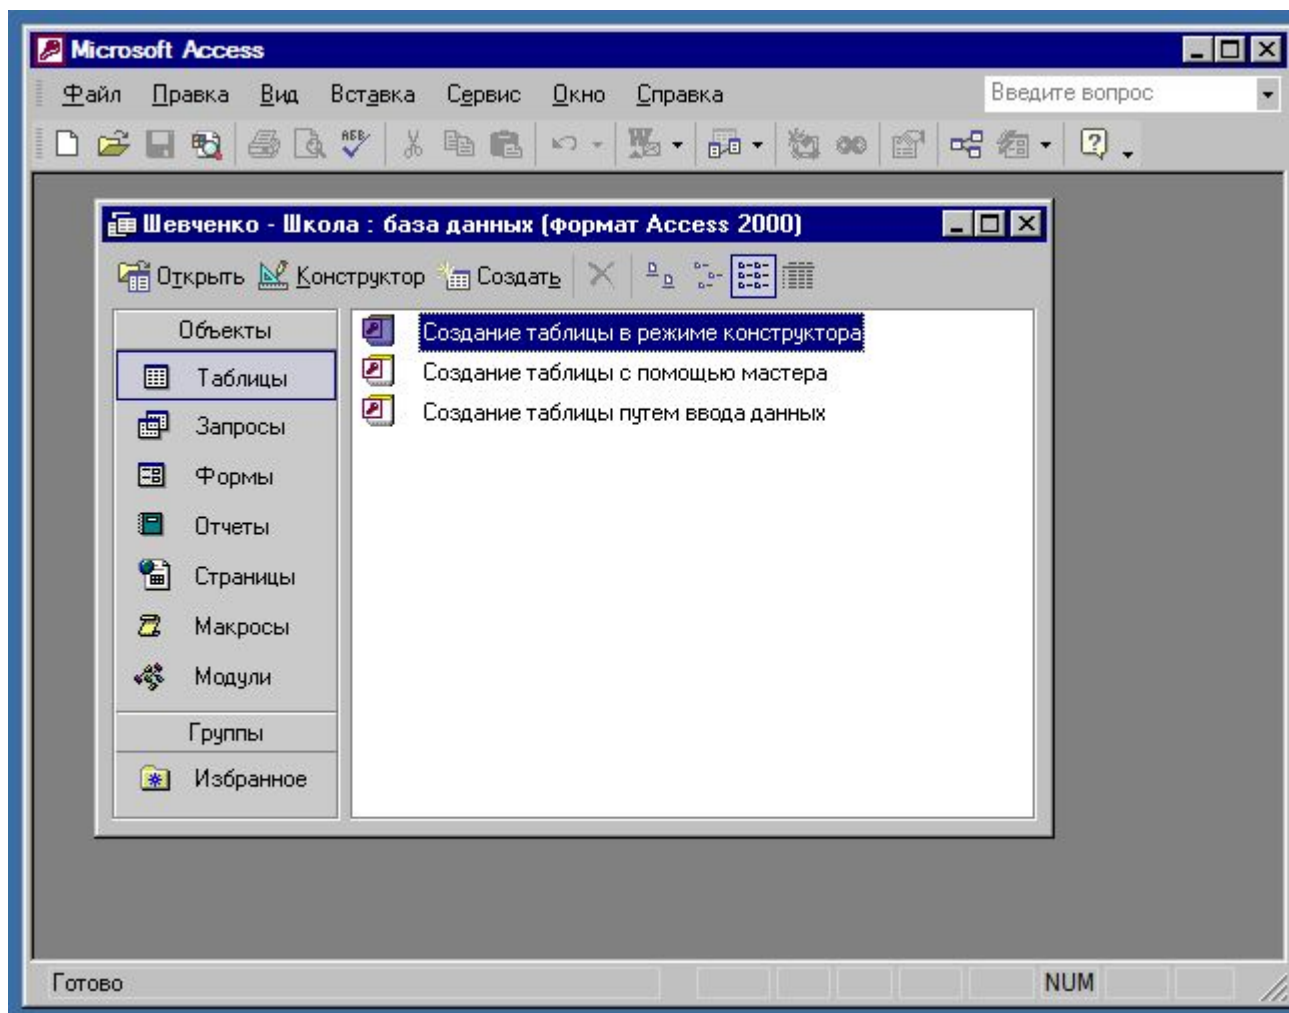 Microsoft Access
Файл Правка Вид Вставка Сервис Окно Справка Введите вопрос
Шевченко - Школа : база данных (формат Access 2000)
Открыть Конструктор Создать
Объекты
Таблицы
Запросы
Формы
Отчеты
Страницы
Макросы
Модули
Группы
Избранное
Создание таблицы в режиме конструктора
Создание таблицы с помощью мастера
Создание таблицы путем ввода данных
Готово NUM